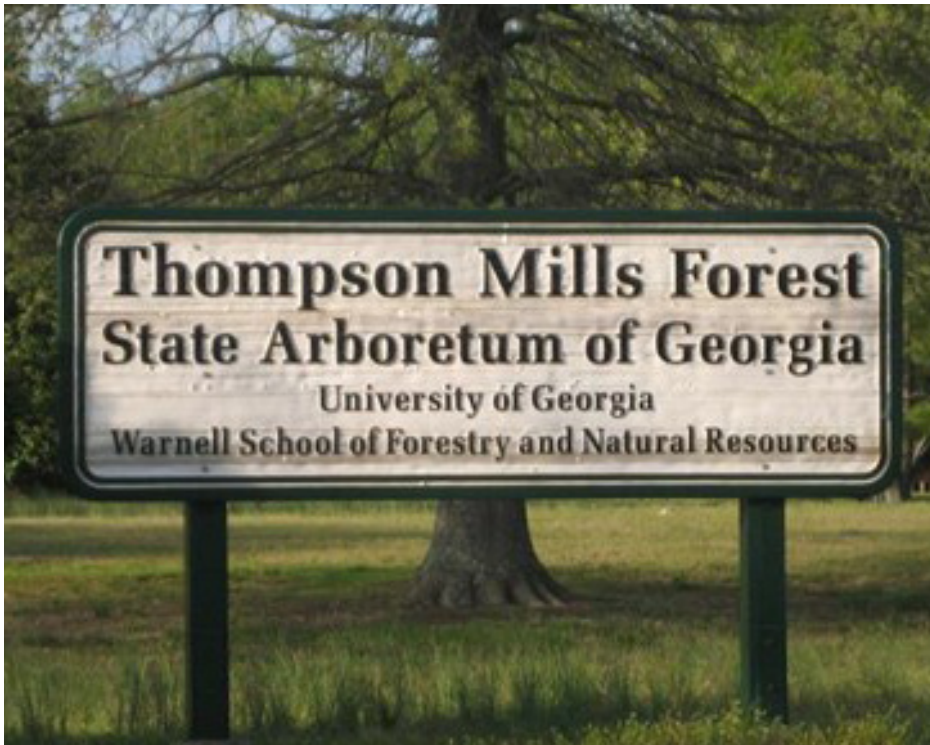 Thompson Mills Forest
State Arboretum of Georgia
University of Georgia
Warnell School of Forestry and Natural Resources